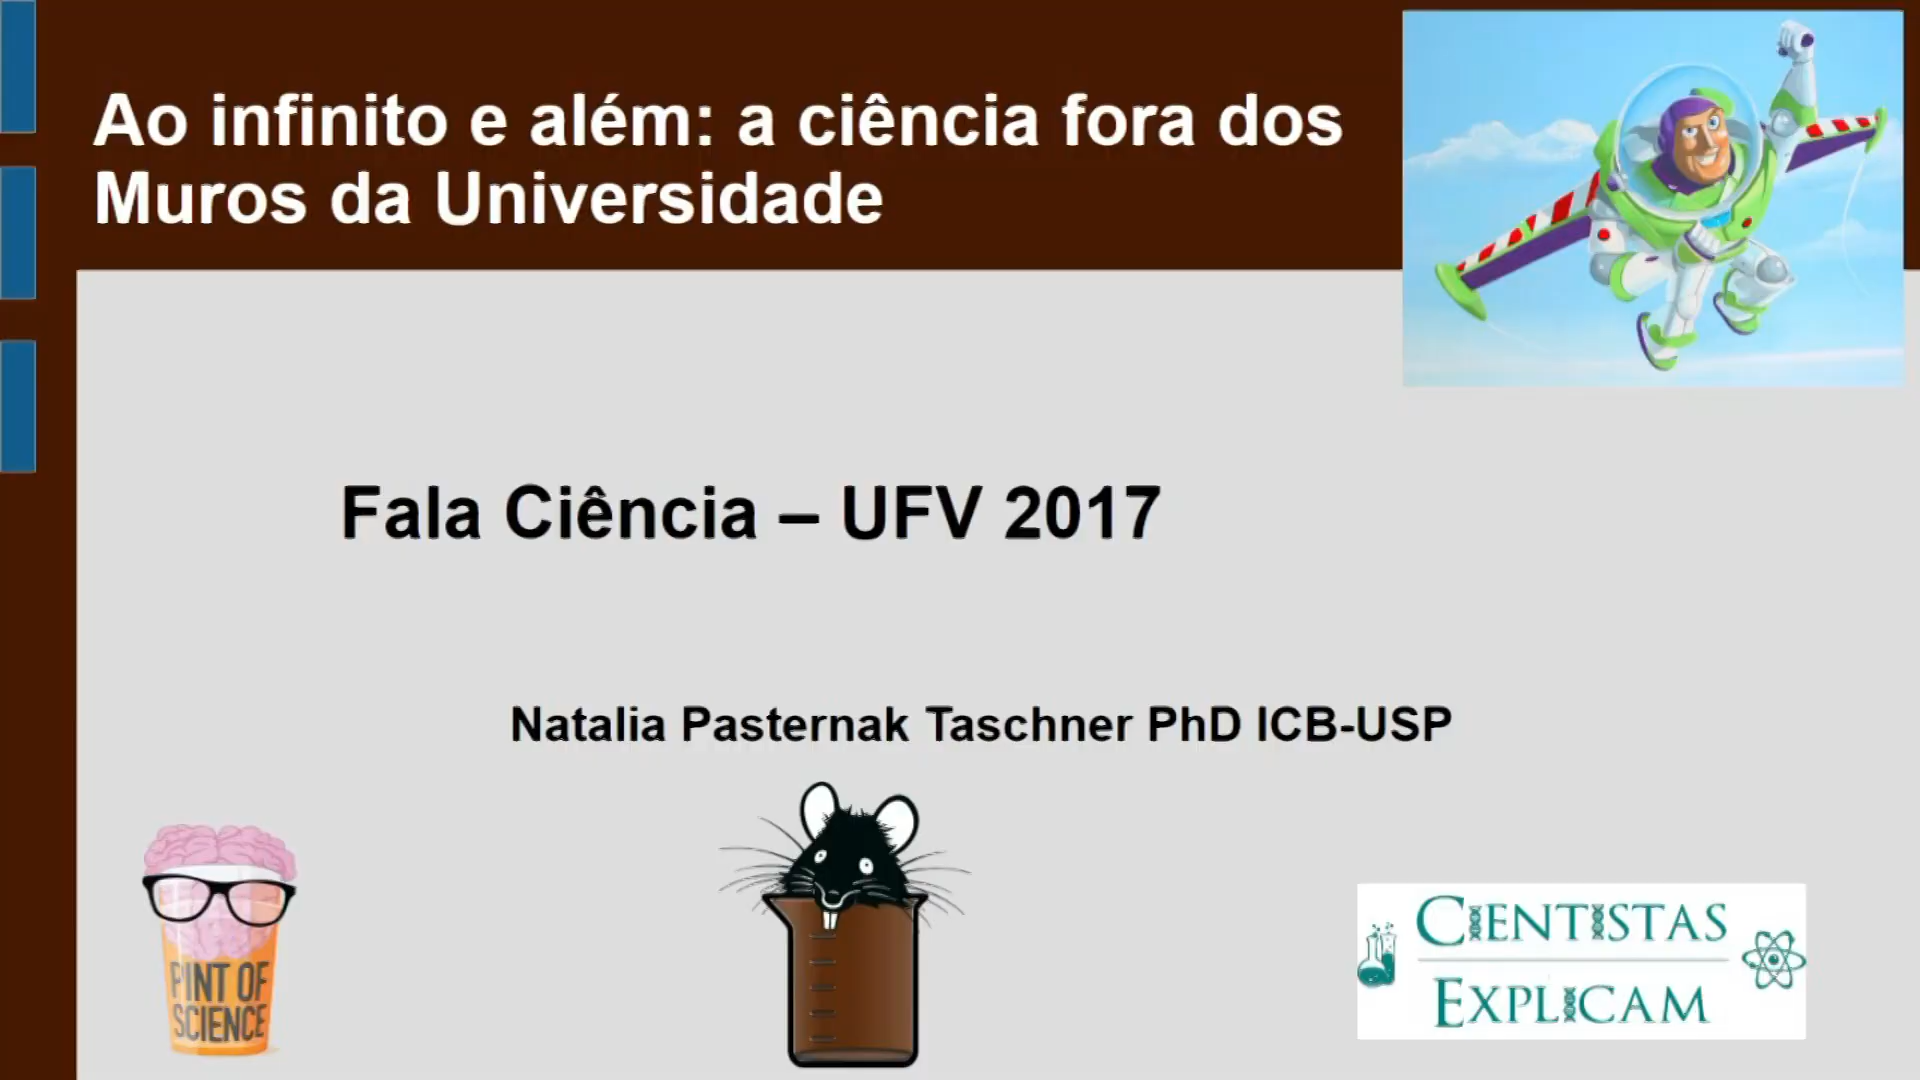 Ao infinito e além: a ciência fora dos
Muros da Universidade
Fala Ciência – UFV 2017
Natalia Pasternak Taschner PhD ICB-USP
PINT OF
SCIENCE
CIENTISTAS
EXPLICAM